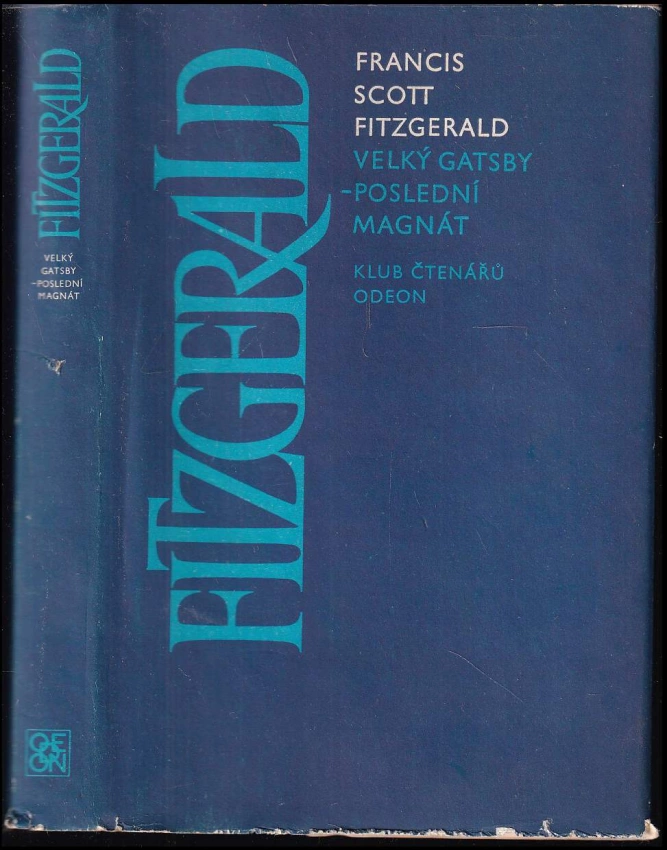 FITZGERALD
VELKÝ
GATSBY
-POSLEDNÍ
MAGNÁT
ODEON
FITZGERALD
FRANCIS
SCOTT
FITZGERALD
VELKÝ GATSBY
-POSLEDNÍ
MAGNÁT
KLUB ČTENÁŘŮ
ODEON